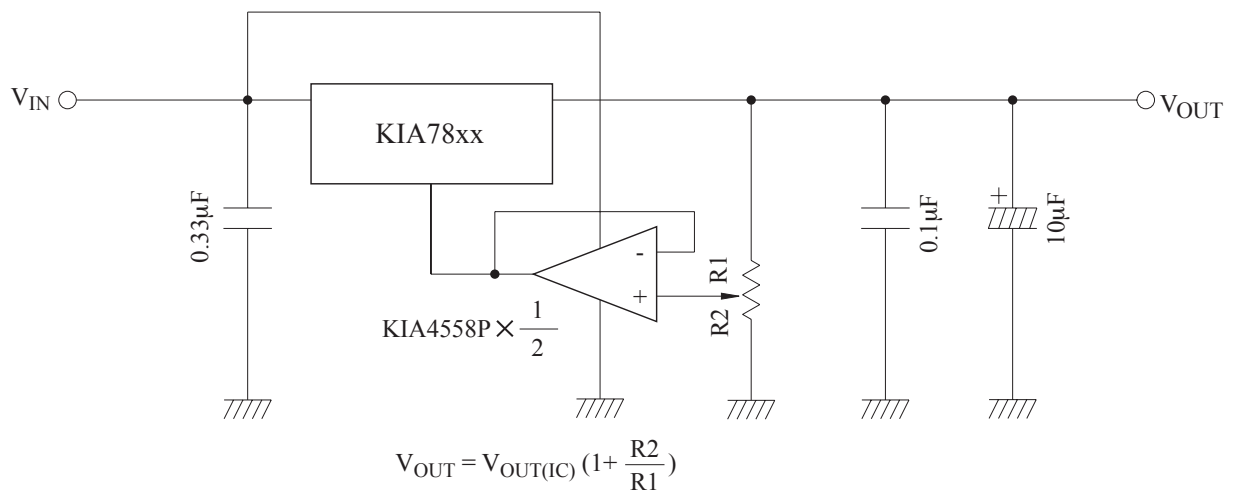 V_IN
V_OUT
KIA78xx
0.33µF
-
+
R1
R2
0.1µF
+
10µF
KIA4558P × 1/2
V_OUT = V_OUT(IC) (1+ R2/R1)